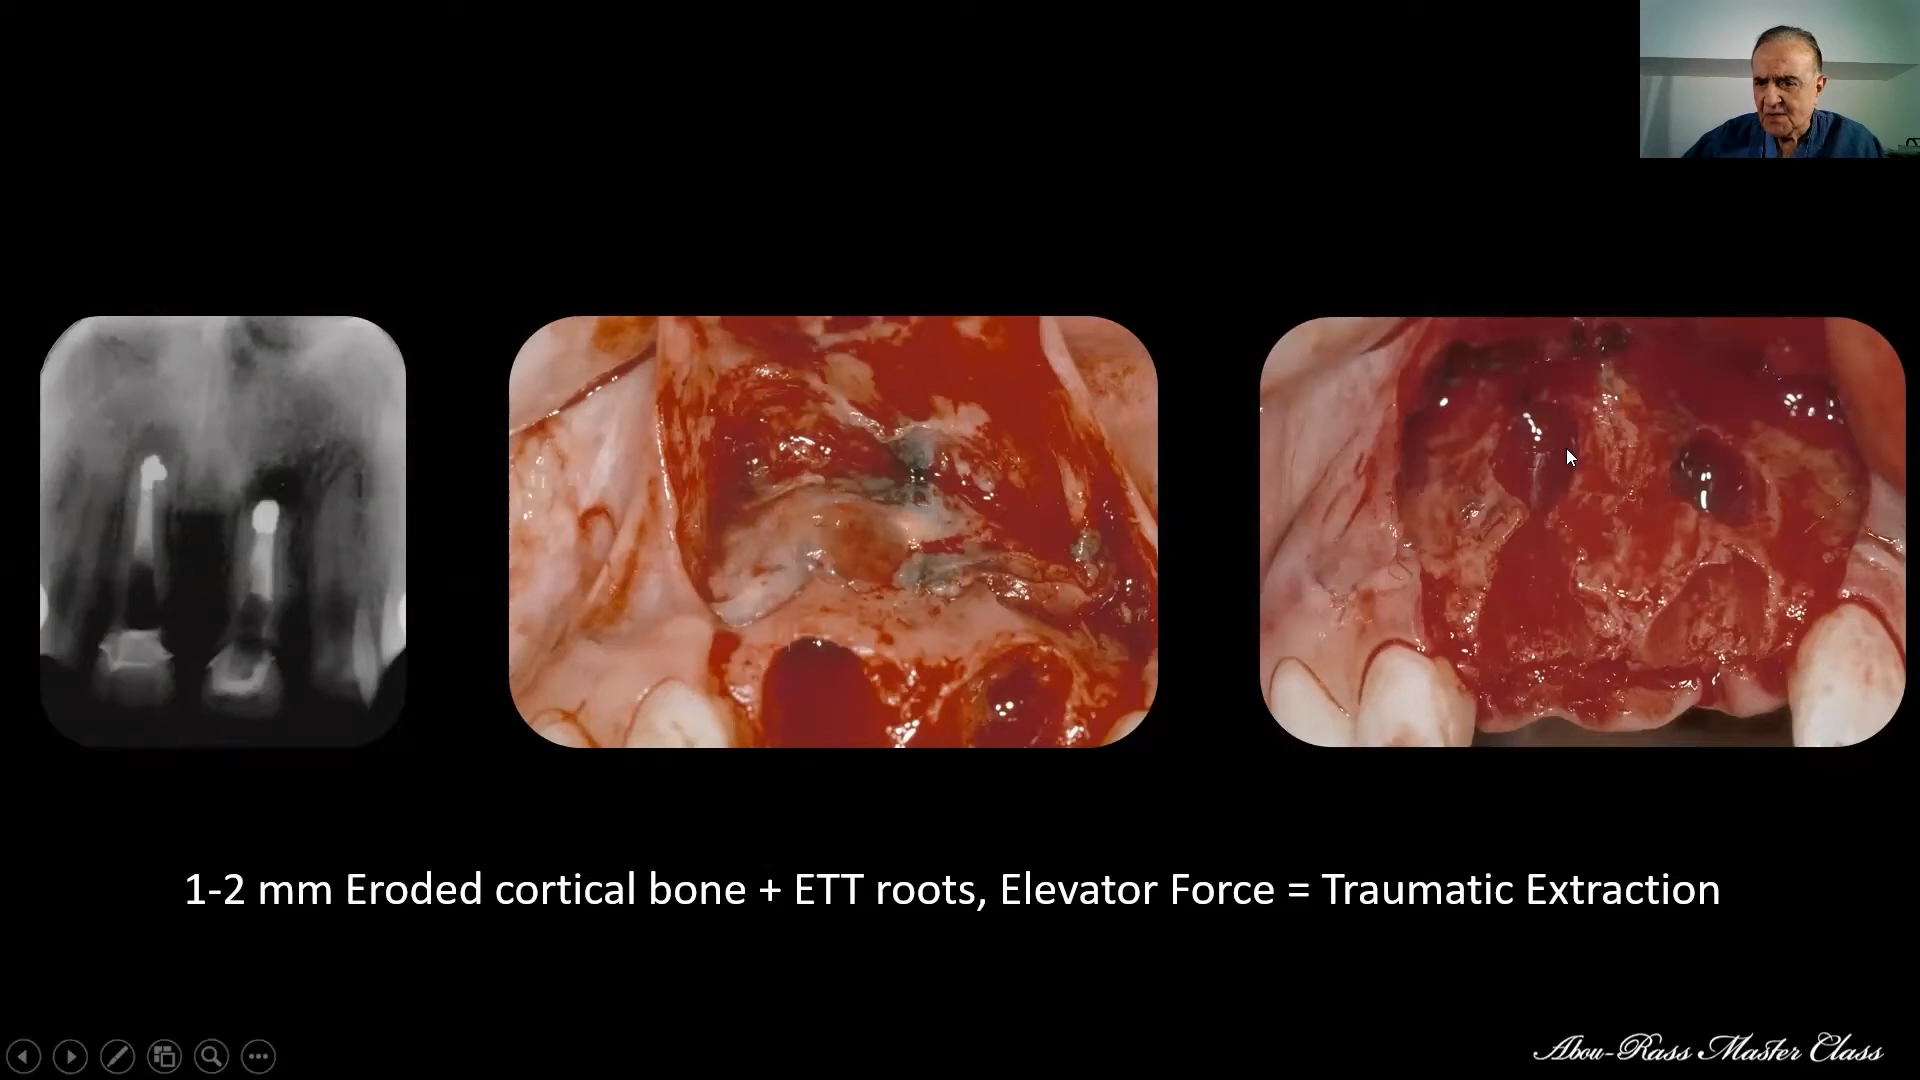 1-2 mm Eroded cortical bone + ETT roots, Elevator Force = Traumatic Extraction
Abou-Rass Master Class